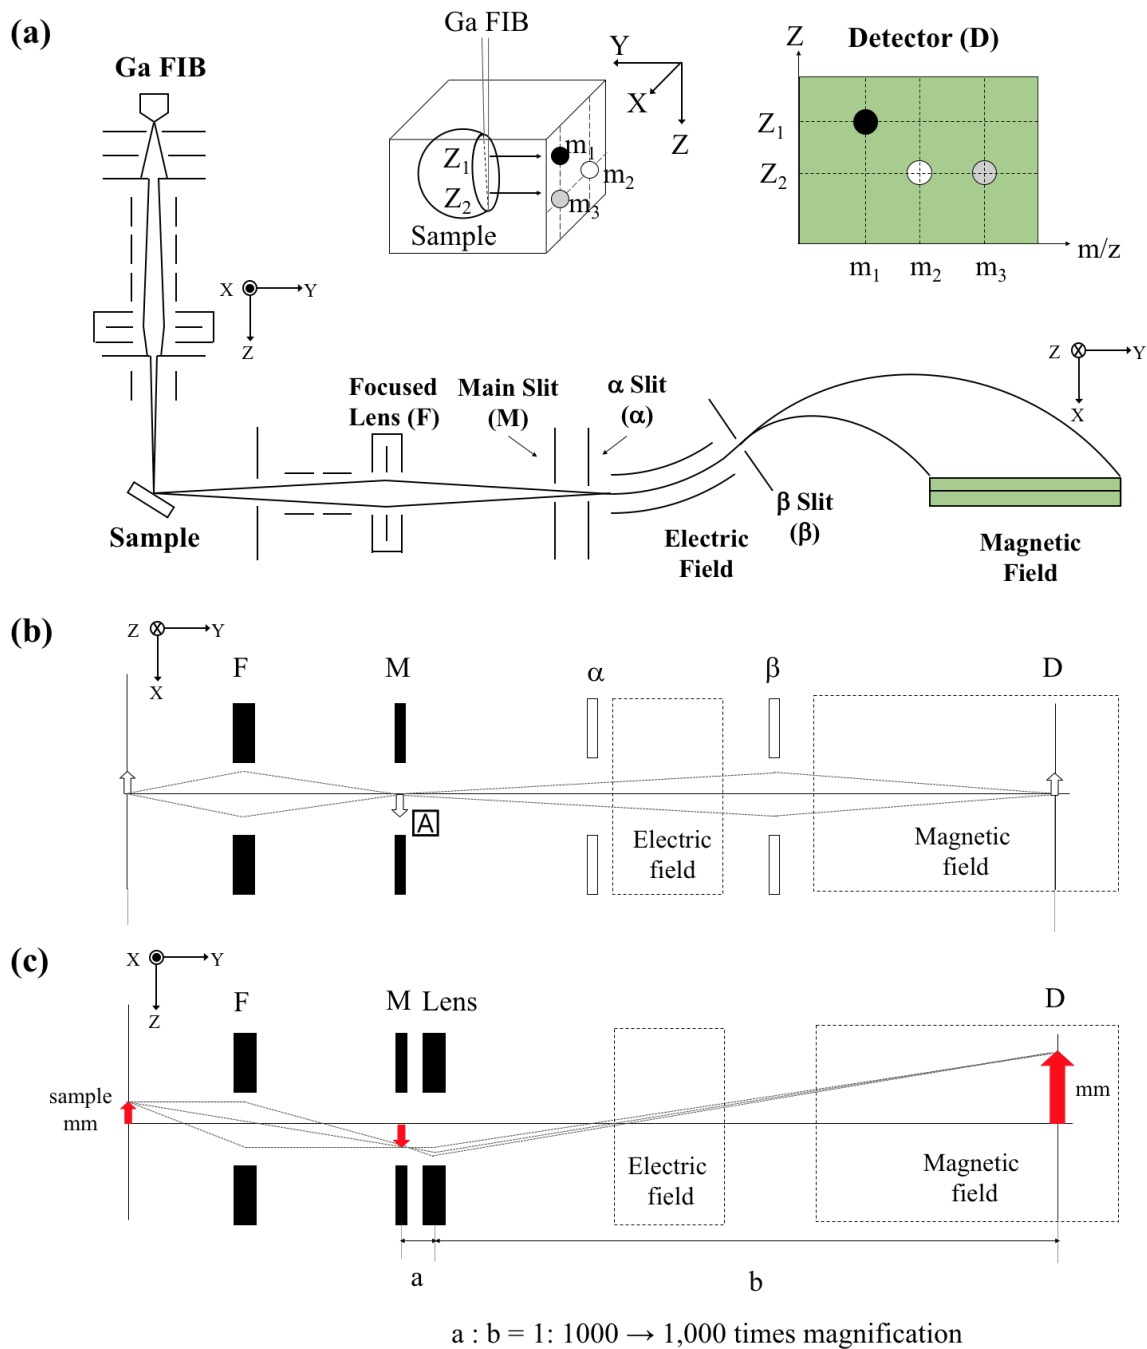 (a)
Ga FIB
Ga FIB
Y
X
Z
Z1
Z2
m1
m2
m3
Sample
Detector (D)
Z
Z1
Z2
m/z
m1
m2
m3
X
Y
Z
Focused
Lens (F)
Main Slit
(M)
α Slit
(α)
Z
Y
X
Sample
Electric
Field
β Slit
(β)
Magnetic
Field
(b)
Z
Y
X
F
M
α
β
D
A
Electric
field
Magnetic
field
(c)
X
Y
Z
F
M
Lens
D
sample
mm
mm
Electric
field
Magnetic
field
a
b
a : b = 1: 1000 → 1,000 times magnification